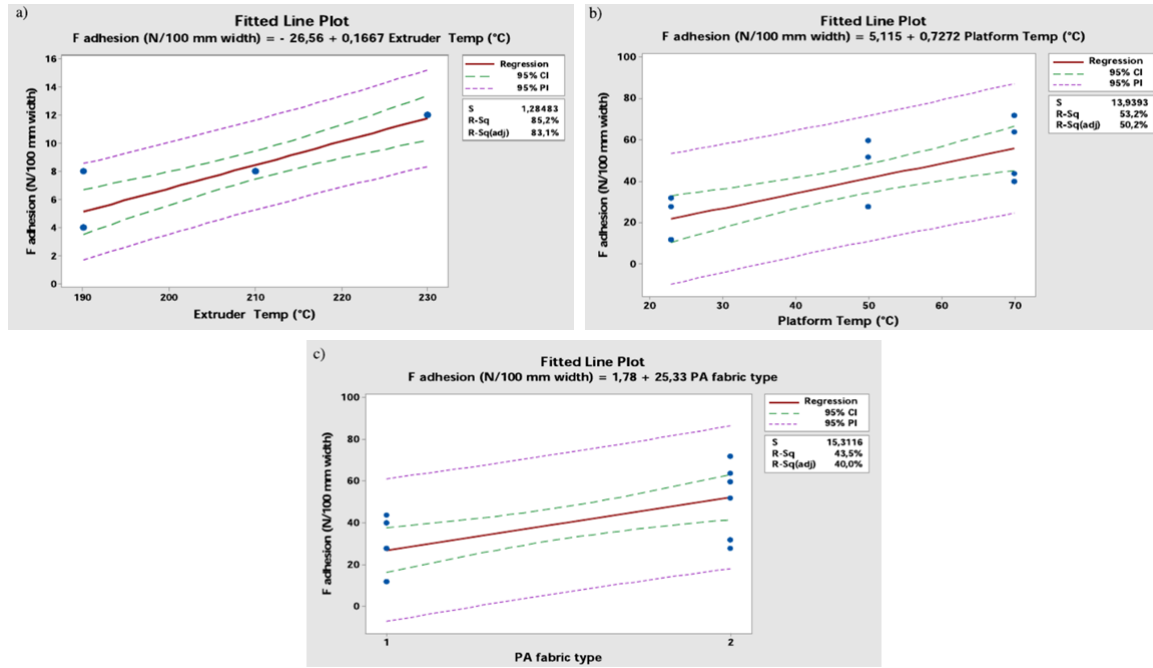 a)
Fitted Line Plot
F adhesion (N/100 mm width) = - 26,56 + 0,1667 Extruder Temp (°C)
16
14
12
10
8
6
4
2
0
F adhesion (N/100 mm width)
190
200
210
220
230
Extruder Temp (°C)
Regression
95% CI
95% PI
S 1,28483
R-Sq 85,2%
R-Sq(adj) 83,1%
b)
Fitted Line Plot
F adhesion (N/100 mm width) = 5,115 + 0,7272 Platform Temp (°C)
100
80
60
40
20
0
F adhesion (N/100 mm width)
20
30
40
50
60
70
Platform Temp (°C)
Regression
95% CI
95% PI
S 13,9393
R-Sq 53,2%
R-Sq(adj) 50,2%
c)
Fitted Line Plot
F adhesion (N/100 mm width) = 1,78 + 25,33 PA fabric type
100
80
60
40
20
0
F adhesion (N/100 mm width)
1
2
PA fabric type
Regression
95% CI
95% PI
S 15,3116
R-Sq 43,5%
R-Sq(adj) 40,0%